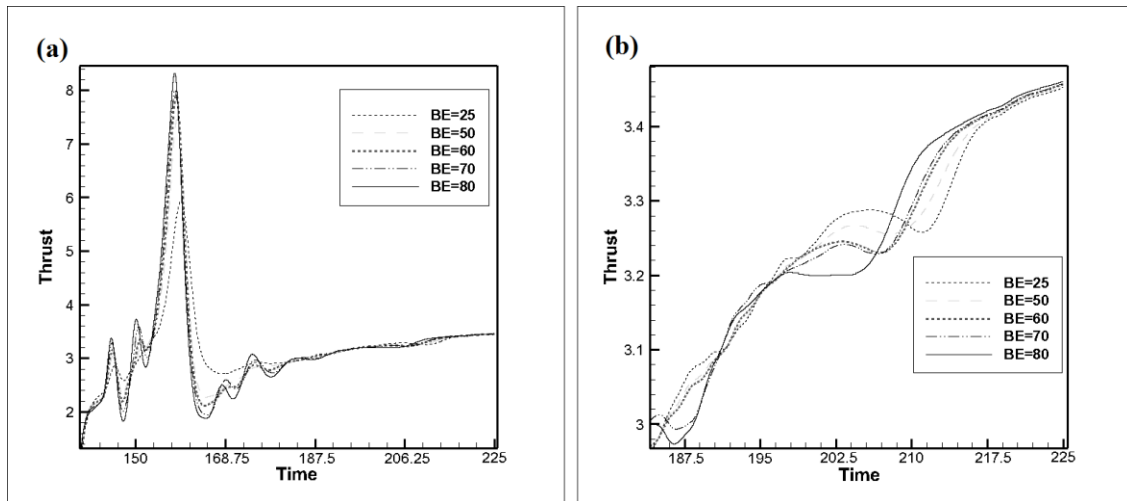 (a)
8
7
6
5
4
3
2
Thrust
BE=25
BE=50
BE=60
BE=70
BE=80
150 168.75 187.5 206.25 225
Time
(b)
3.4
3.3
3.2
3.1
3
Thrust
BE=25
BE=50
BE=60
BE=70
BE=80
187.5 195 202.5 210 217.5 225
Time